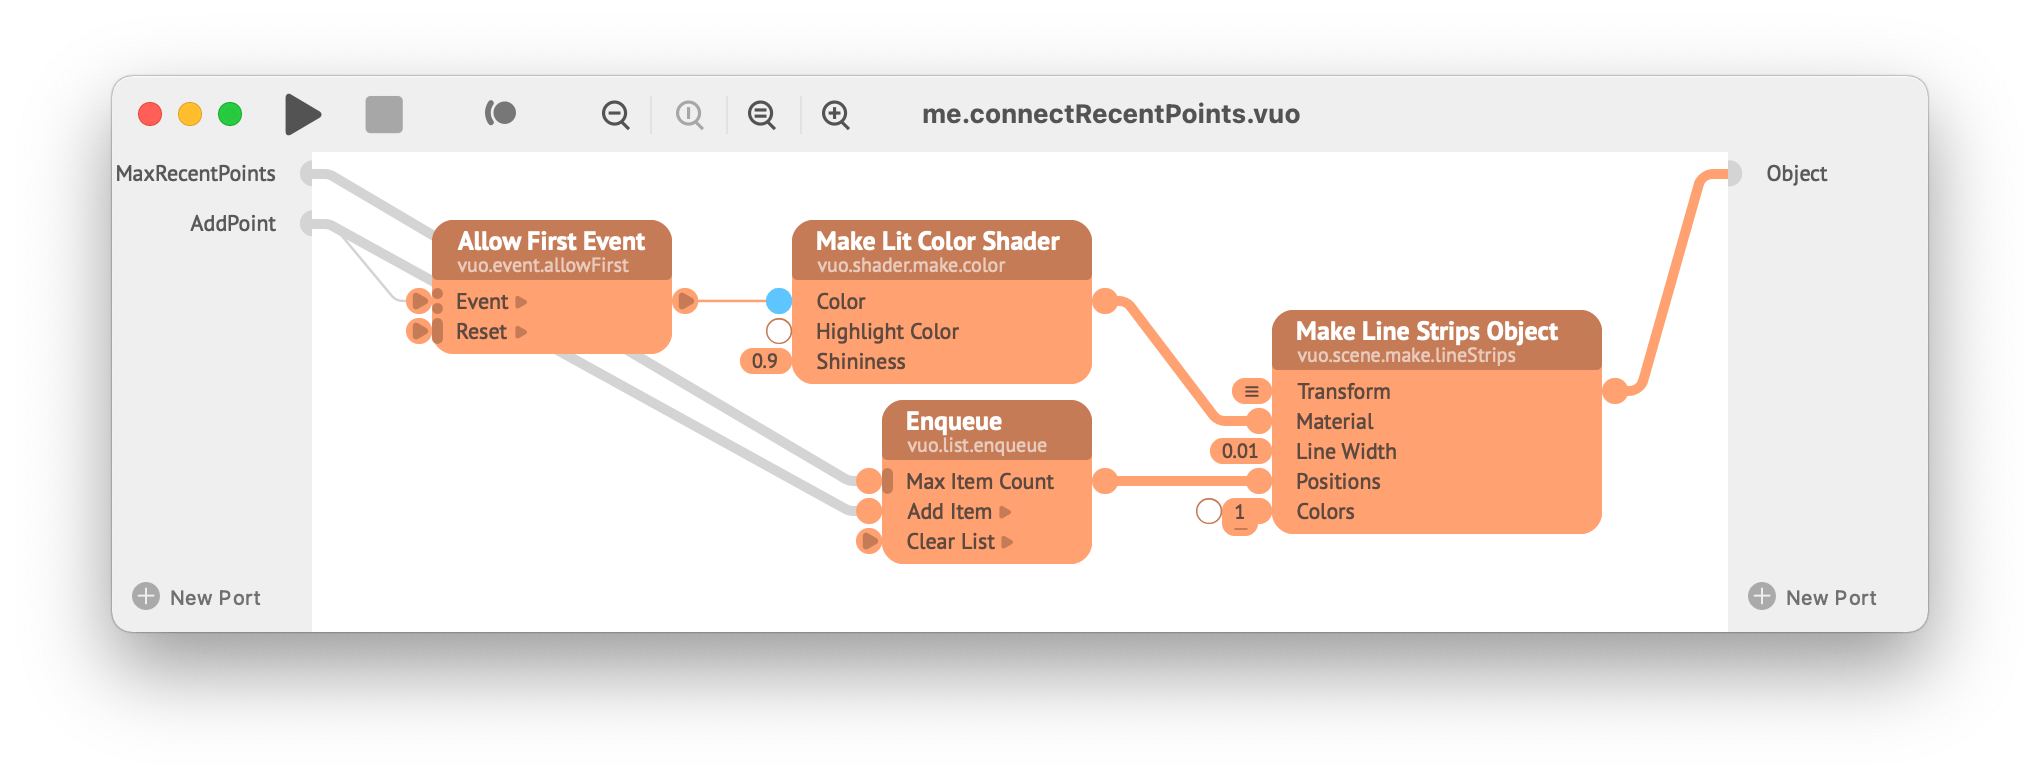 me.connectRecentPoints.vuo
MaxRecentPoints
AddPoint
New Port
Allow First Event
vuo.event.allowFirst
Event
Reset
Make Lit Color Shader
vuo.shader.make.color
Color
Highlight Color
0.9
Shininess
Enqueue
vuo.list.enqueue
Max Item Count
Add Item
Clear List
Make Line Strips Object
vuo.scene.make.lineStrips
Transform
Material
0.01
Line Width
Positions
1
Colors
Object
New Port